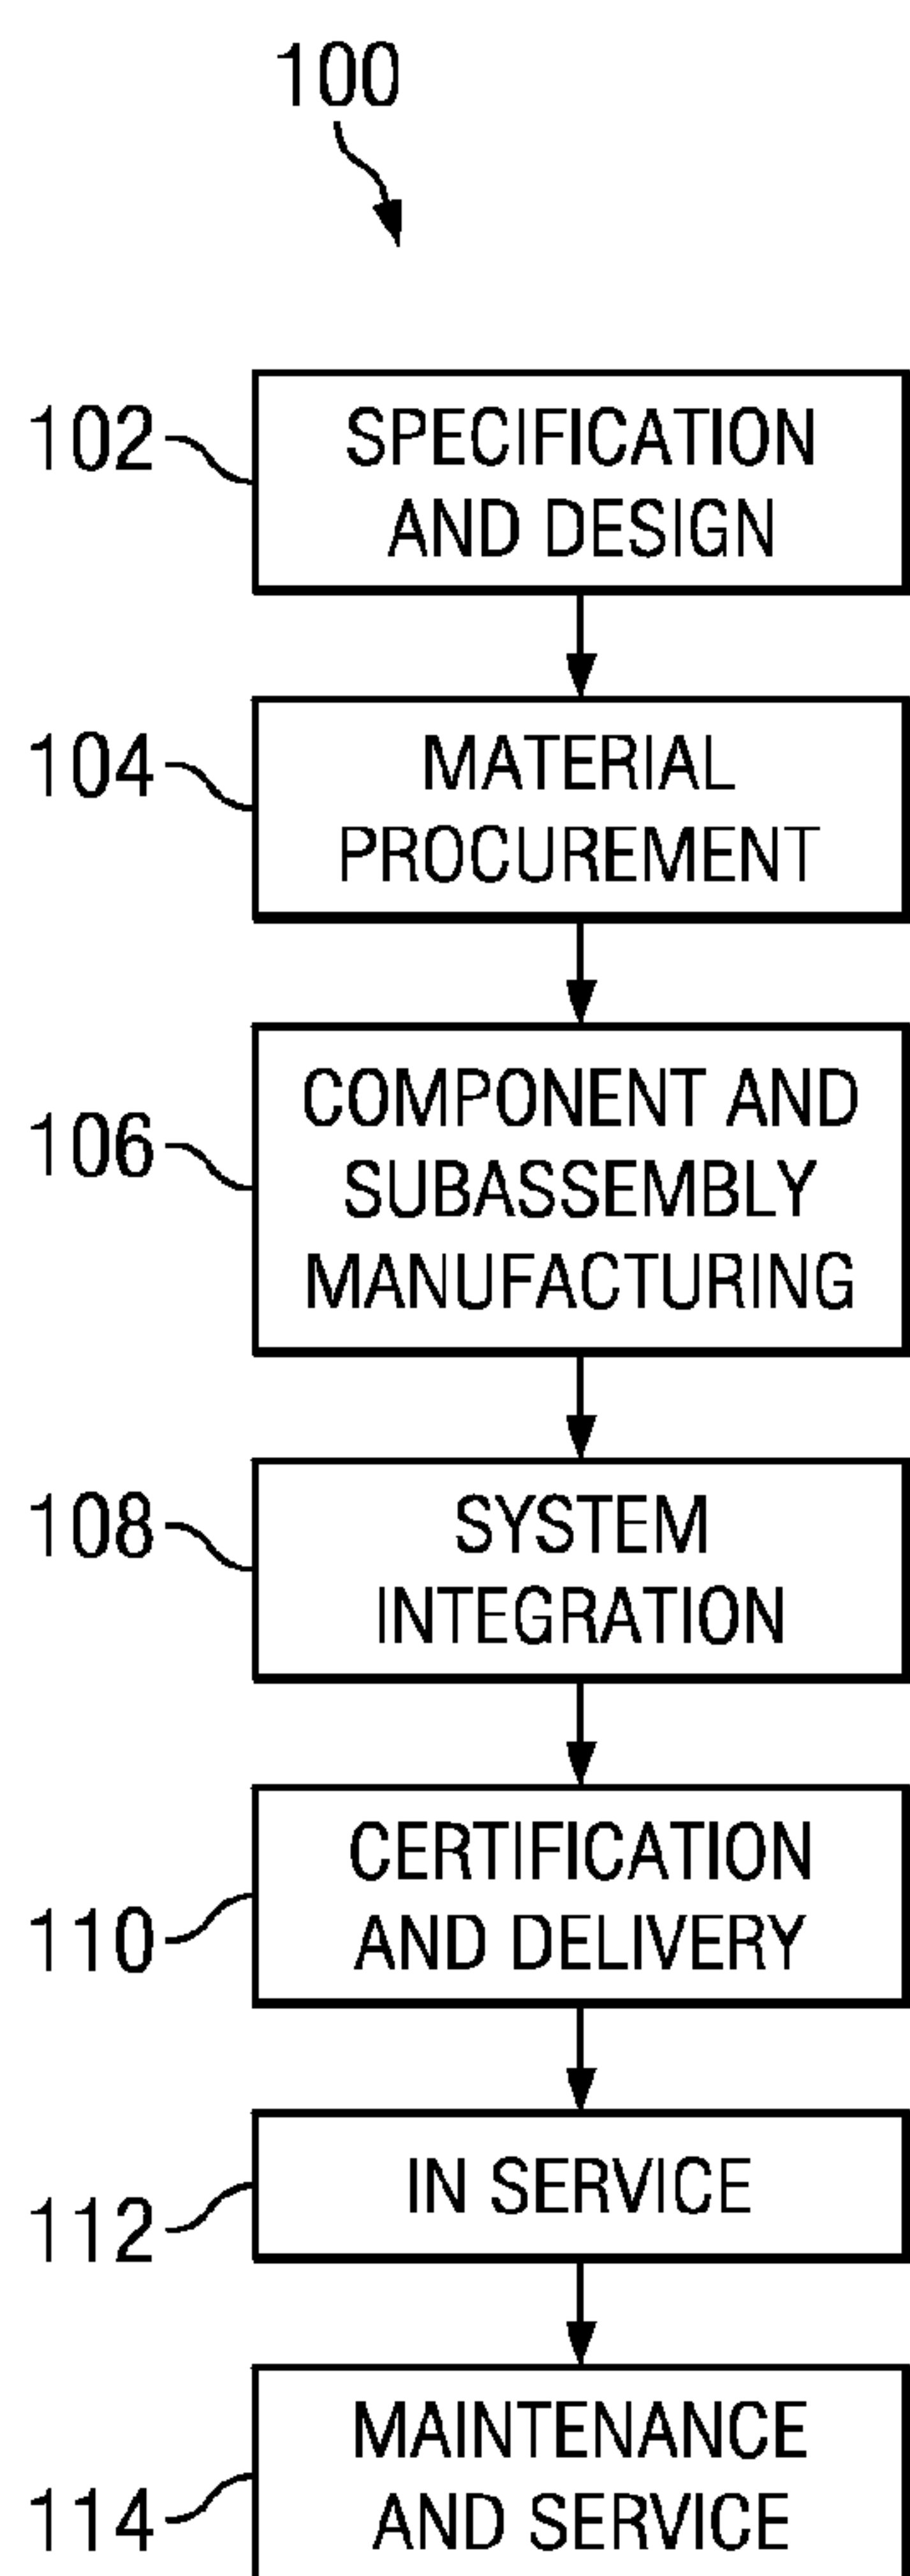 100
102
SPECIFICATION
AND DESIGN
104
MATERIAL
PROCUREMENT
106
COMPONENT AND
SUBASSEMBLY
MANUFACTURING
108
SYSTEM
INTEGRATION
110
CERTIFICATION
AND DELIVERY
112
IN SERVICE
114
MAINTENANCE
AND SERVICE